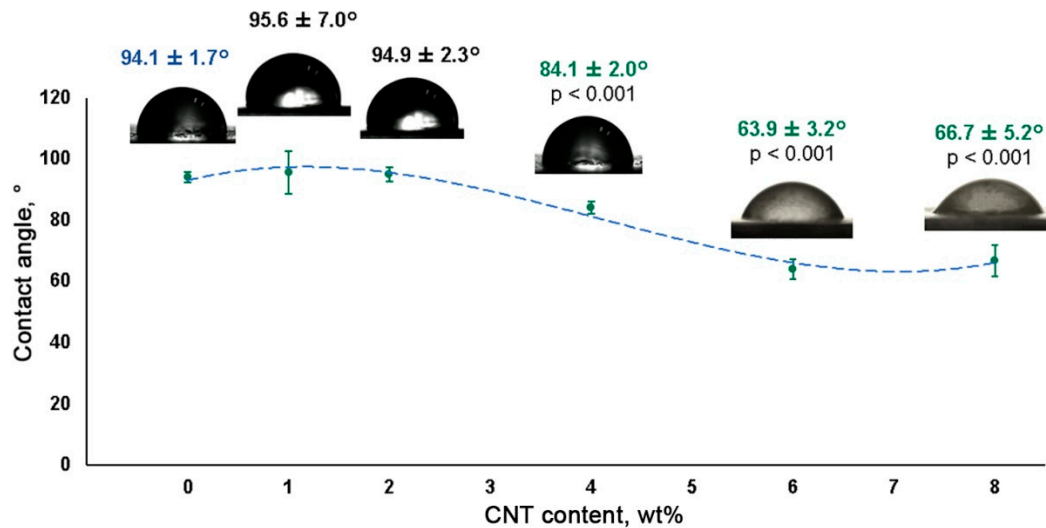 95.6 ± 7.0°
94.1 ± 1.7°
94.9 ± 2.3°
84.1 ± 2.0°
p < 0.001
63.9 ± 3.2°
p < 0.001
66.7 ± 5.2°
p < 0.001
Contact angle, °
120
100
80
60
40
20
0
0 1 2 3 4 5 6 7 8
CNT content, wt%